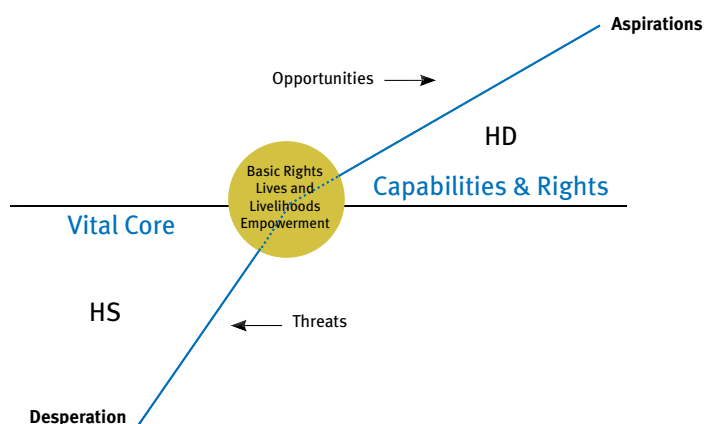 Aspirations
Opportunities
HD
Basic Rights
Lives and
Livelihoods
Empowerment
Capabilities & Rights
Vital Core
HS
Threats
Desperation